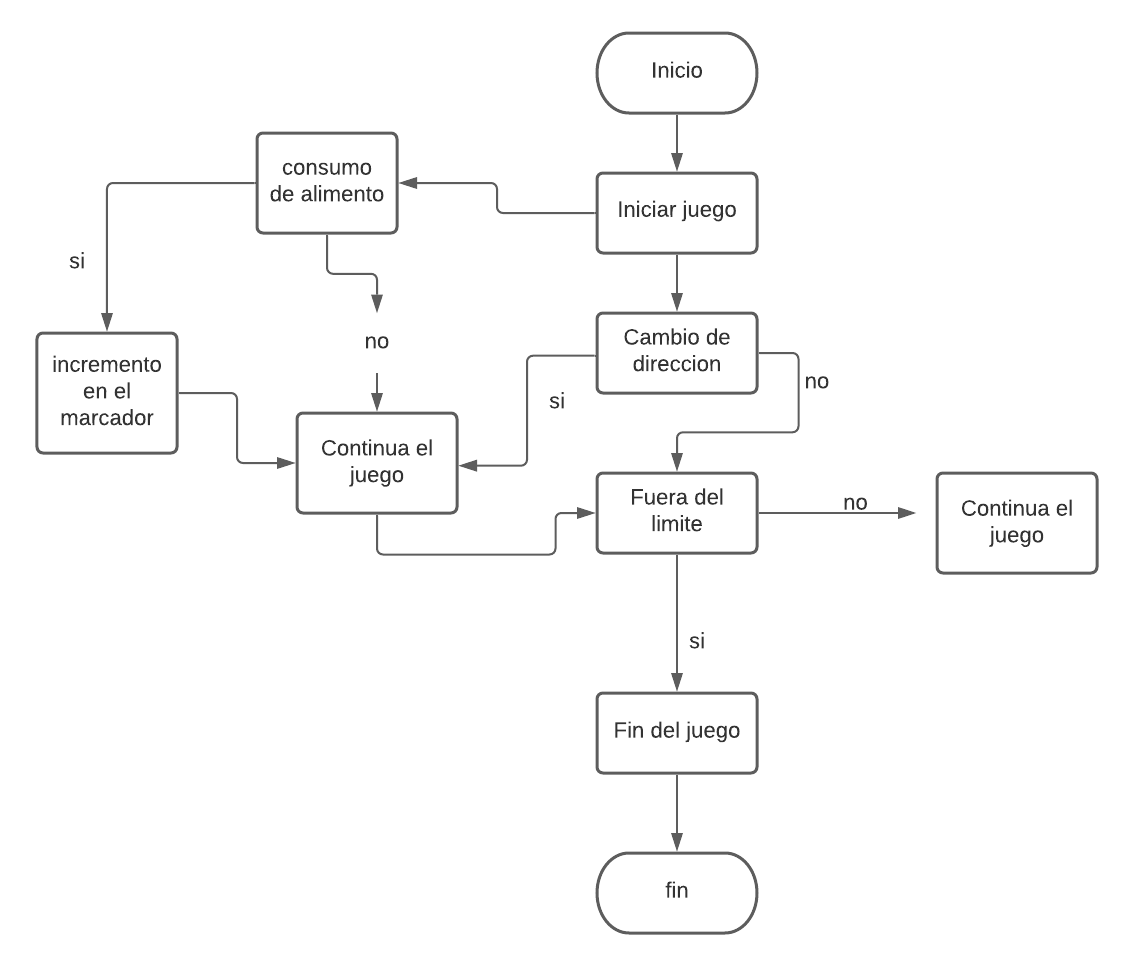 Inicio
consumo
de alimento
Iniciar juego
si
Cambio de
direccion
no
incremento
en el
marcador
no
si
Continua el
juego
Fuera del
limite
no
Continua el
juego
si
Fin del juego
fin